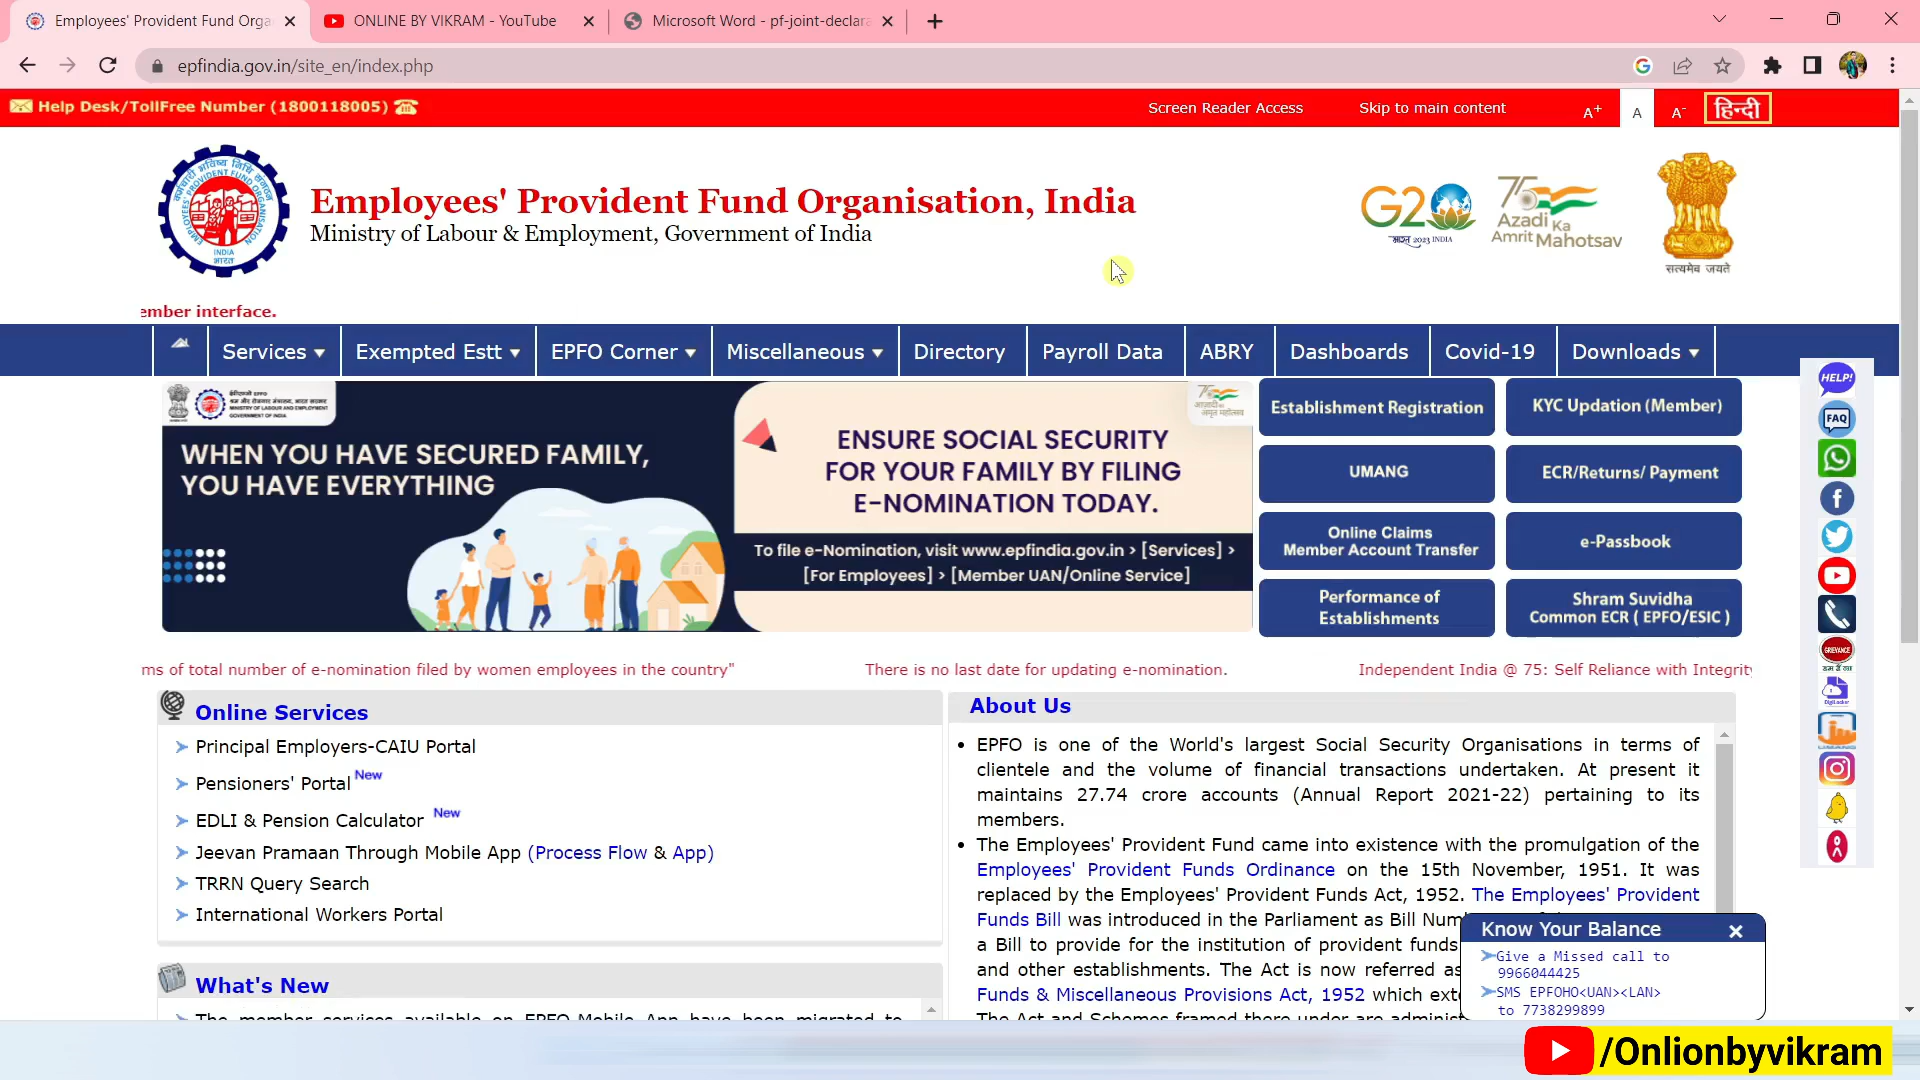 Employees' Provident Fund Orga
ONLINE BY VIKRAM - YouTube
Microsoft Word - pf-joint-declara
epfindia.gov.in/site_en/index.php
Help Desk/TollFree Number (1800118005)
Screen Reader Access
Skip to main content
A+
A
A-
हिन्दी
Employees' Provident Fund Organisation, India
Ministry of Labour & Employment, Government of India
G20
भारत 2023 INDIA
75
Azadi Ka
Amrit Mahotsav
सत्यमेव जयते
ember interface.
Services
Exempted Estt
EPFO Corner
Miscellaneous
Directory
Payroll Data
ABRY
Dashboards
Covid-19
Downloads
WHEN YOU HAVE SECURED FAMILY,
YOU HAVE EVERYTHING
ENSURE SOCIAL SECURITY
FOR YOUR FAMILY BY FILING
E-NOMINATION TODAY.
To file e-Nomination, visit www.epfindia.gov.in > [Services] >
[For Employees] > [Member UAN/Online Service]
Establishment Registration
KYC Updation (Member)
UMANG
ECR/Returns/ Payment
Online Claims
Member Account Transfer
e-Passbook
Performance of
Establishments
Shram Suvidha
Common ECR ( EPFO/ESIC )
HELP!
FAQ
GRIEVANCE
DigiLocker
ms of total number of e-nomination filed by women employees in the country"
There is no last date for updating e-nomination.
Independent India @ 75: Self Reliance with Integrity
Online Services
Principal Employers-CAIU Portal
Pensioners' Portal New
EDLI & Pension Calculator New
Jeevan Pramaan Through Mobile App (Process Flow & App)
TRRN Query Search
International Workers Portal
What's New
The member services available on EPFO Mobile App have been migrated to
About Us
EPFO is one of the World's largest Social Security Organisations in terms of
clientele and the volume of financial transactions undertaken. At present it
maintains 27.74 crore accounts (Annual Report 2021-22) pertaining to its
members.
The Employees' Provident Fund came into existence with the promulgation of the
Employees' Provident Funds Ordinance on the 15th November, 1951. It was
replaced by the Employees' Provident Funds Act, 1952. The Employees' Provident
Funds Bill was introduced in the Parliament as Bill Num
a Bill to provide for the institution of provident funds
and other establishments. The Act is now referred as
Funds & Miscellaneous Provisions Act, 1952 which exte
The Act and Schemes framed there under are administ
Know Your Balance
Give a Missed call to
9966044425
SMS EPFOHO<UAN><LAN>
to 7738299899
/Onlionbyvikram